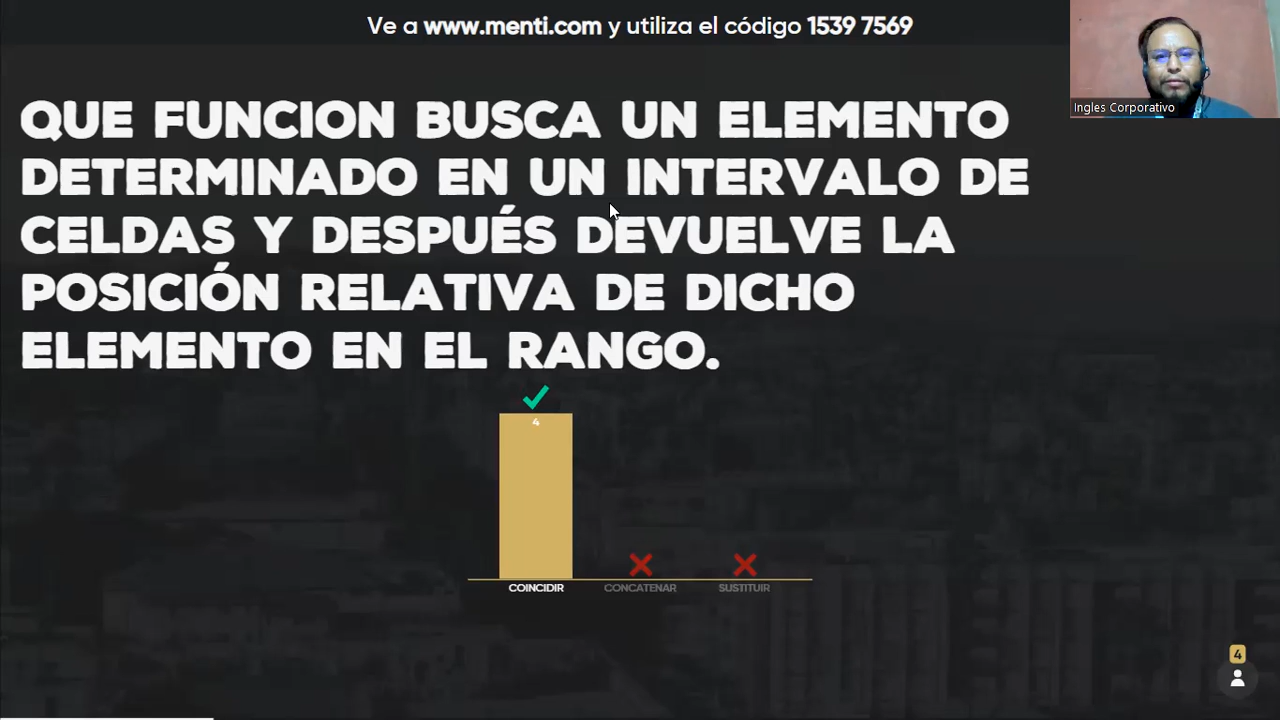 Ve a www.menti.com y utiliza el código 1539 7569
Ingles Corporativo
QUE FUNCION BUSCA UN ELEMENTO
DETERMINADO EN UN INTERVALO DE
CELDAS Y DESPUÉS DEVUELVE LA
POSICIÓN RELATIVA DE DICHO
ELEMENTO EN EL RANGO.
4
COINCIDIR CONCATENAR SUSTITUIR
4